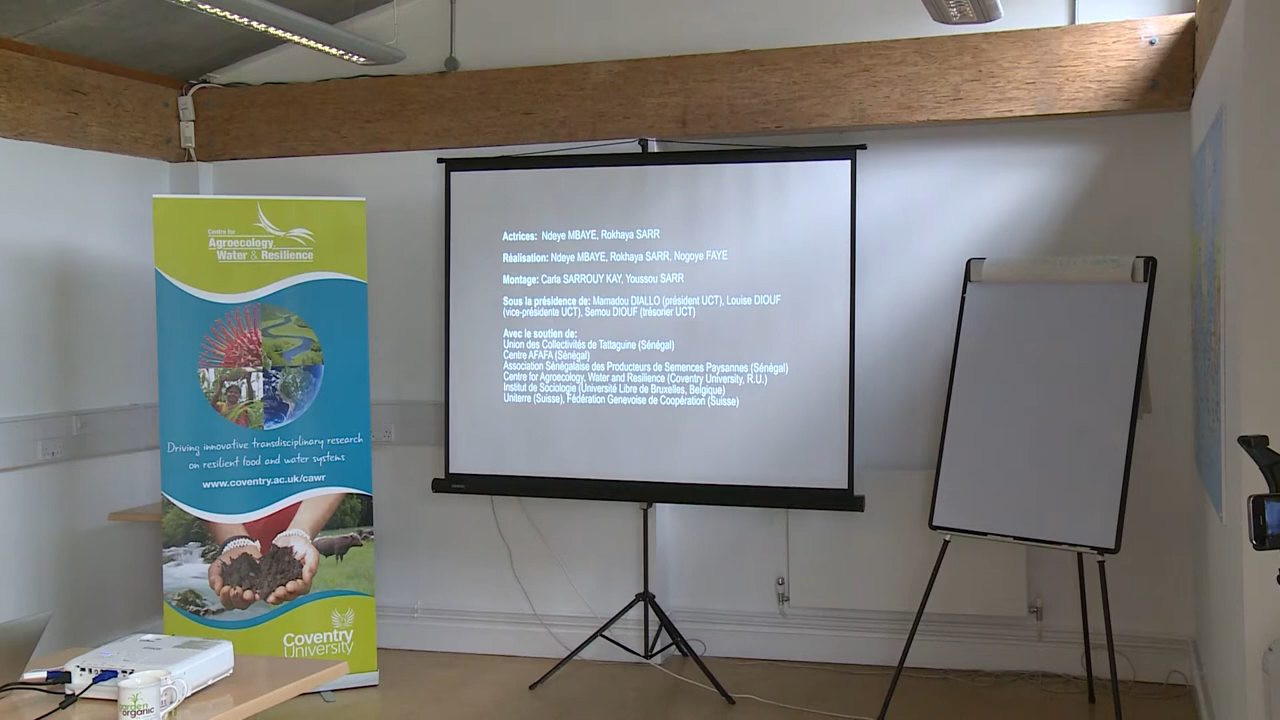 Centre for
Agroecology
Water & Resilience
Driving innovative transdisciplinary research
on resilient food and water systems
www.coventry.ac.uk/cawr
Coventry
University
Actrices: Ndeye MBAYE, Rokhaya SARR
Réalisation: Ndeye MBAYE, Rokhaya SARR, Nogoye FAYE
Montage: Carla SARROUY KAY, Youssou SARR
Sous la présidence de: Mamadou DIALLO (président UCT), Louise DIOUF
(vice-présidente UCT), Semou DIOUF (trésorier UCT)
Avec le soutien de:
Union des Collectivités de Tattaguine (Sénégal)
Centre AFAFA (Sénégal)
Association Sénégalaise des Producteurs de Semences Paysannes (Sénégal)
Centre for Agroecology, Water and Resilience (Coventry University, R.U.)
Institut de Sociologie (Université Libre de Bruxelles, Belgique)
Uniterre (Suisse), Fédération Genevoise de Coopération (Suisse)
garden
organic